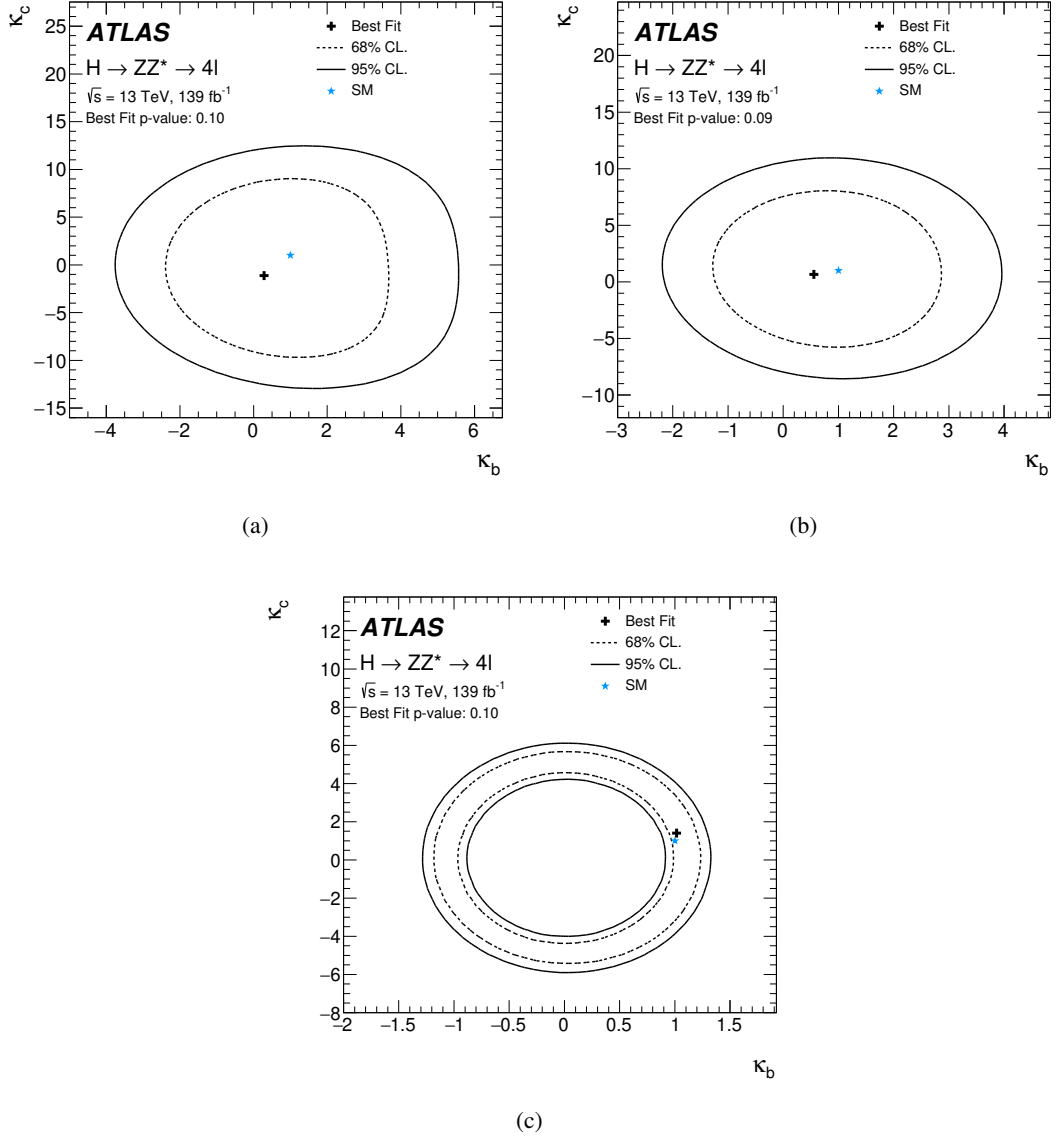 κc
ATLAS
H → ZZ* → 4l
√s = 13 TeV, 139 fb-1
Best Fit p-value: 0.10
Best Fit
68% CL.
95% CL.
SM
25
20
15
10
5
0
−5
−10
−15
−4 −2 0 2 4 6
κb
(a)
κc
ATLAS
H → ZZ* → 4l
√s = 13 TeV, 139 fb-1
Best Fit p-value: 0.09
Best Fit
68% CL.
95% CL.
SM
20
15
10
5
0
−5
−10
−3 −2 −1 0 1 2 3 4
κb
(b)
κc
ATLAS
H → ZZ* → 4l
√s = 13 TeV, 139 fb-1
Best Fit p-value: 0.10
Best Fit
68% CL.
95% CL.
SM
12
10
8
6
4
2
0
−2
−4
−6
−8
−2 −1.5 −1 −0.5 0 0.5 1 1.5
κb
(c)